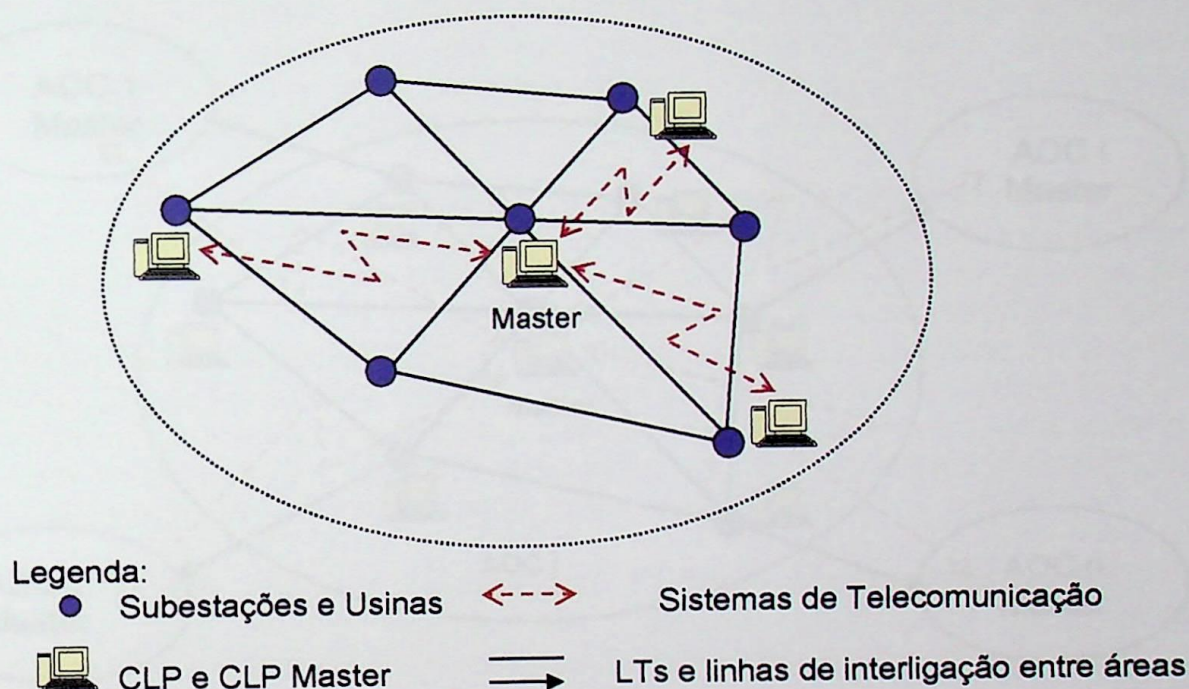 Master
Legenda:
Subestações e Usinas
Sistemas de Telecomunicação
CLP e CLP Master
LTs e linhas de interligação entre áreas